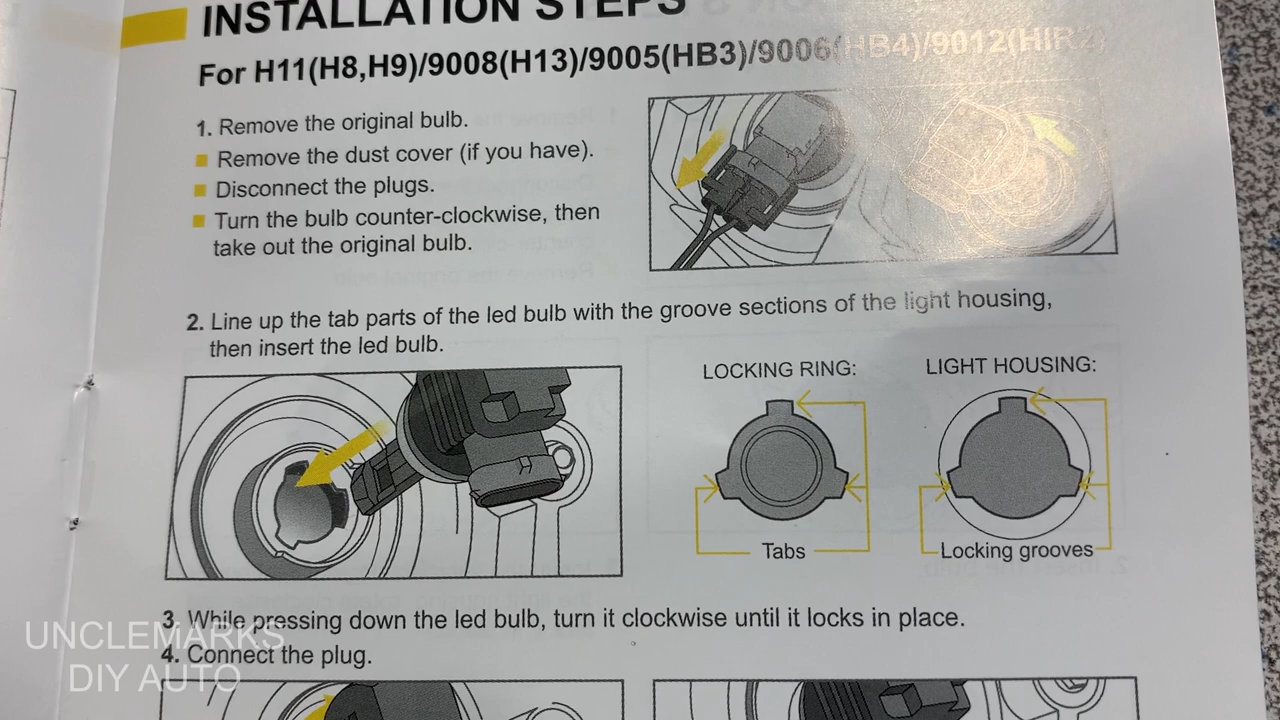 INSTALLATION STEPS
For H11(H8,H9)/9008(H13)/9005(HB3)/9006(HB4)/9012(HIR2)
1. Remove the original bulb.
Remove the dust cover (if you have).
Disconnect the plugs.
Turn the bulb counter-clockwise, then
take out the original bulb.
2. Line up the tab parts of the led bulb with the groove sections of the light housing,
then insert the led bulb.
LOCKING RING:
LIGHT HOUSING:
Tabs
Locking grooves
3. While pressing down the led bulb, turn it clockwise until it locks in place.
4. Connect the plug.
UNCLEMARKS
DIY AUTO